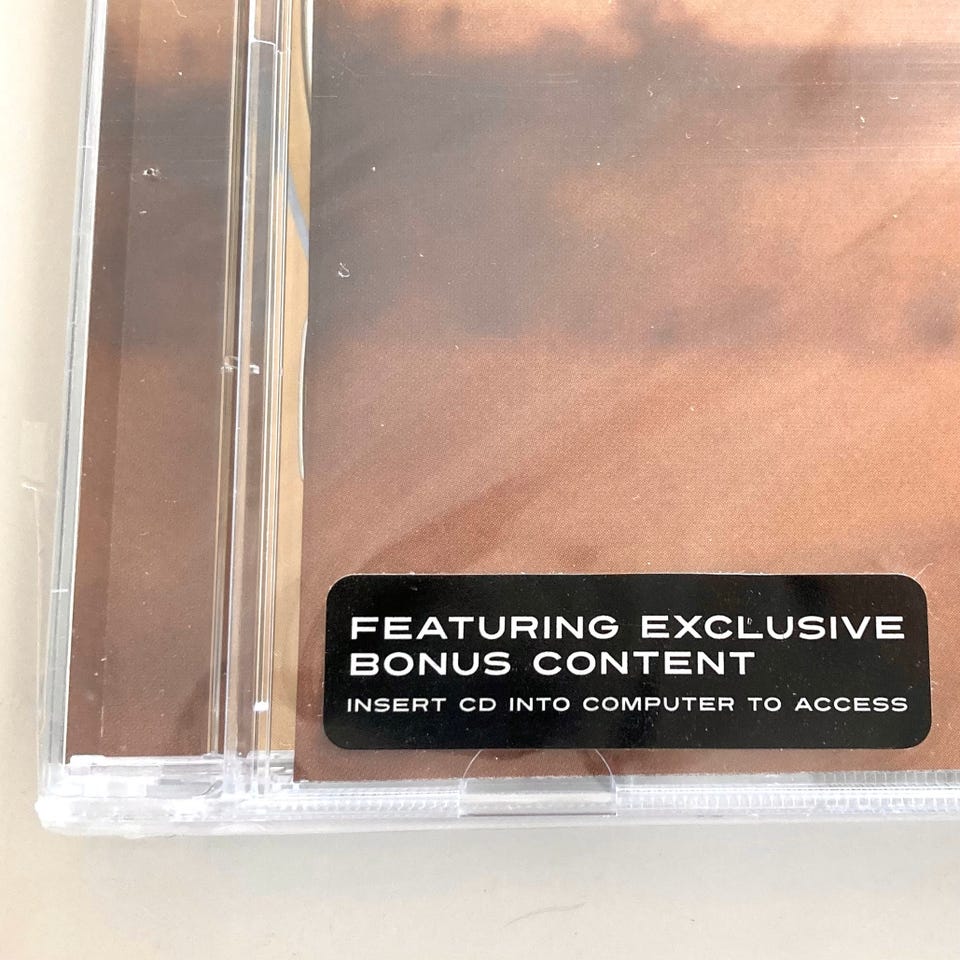 FEATURING EXCLUSIVE
BONUS CONTENT
INSERT CD INTO COMPUTER TO ACCESS